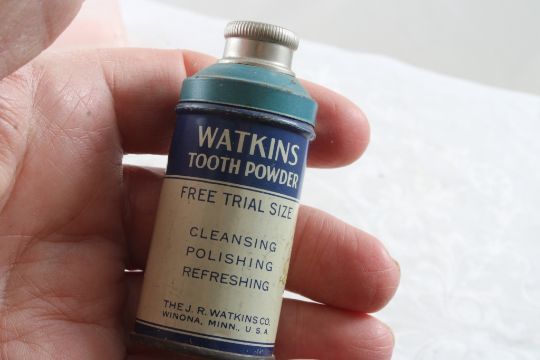 WATKINS
TOOTH POWDER
FREE TRIAL SIZE
CLEANSING
POLISHING
REFRESHING
THE J. R. WATKINS CO.
WINONA, MINN., U.S.A.